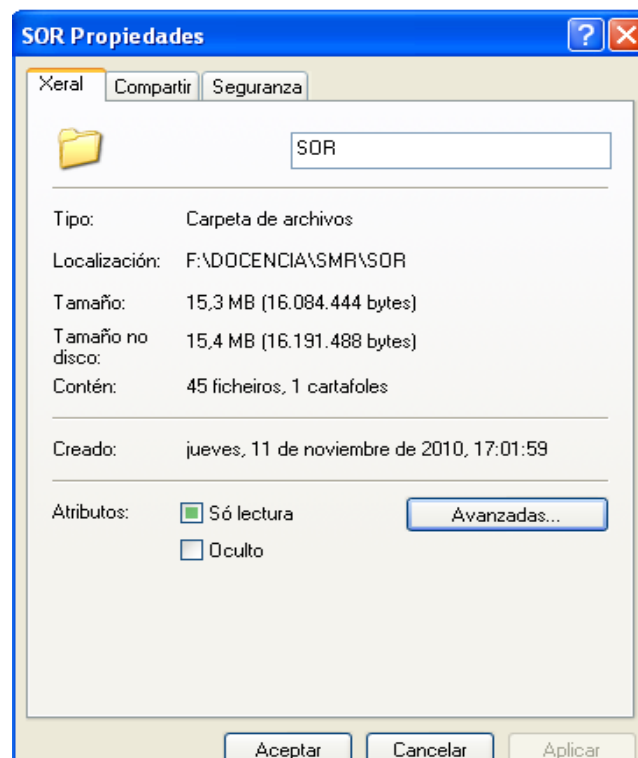 SOR Propiedades
Xeral Compartir Seguranza
SOR
Tipo: Carpeta de archivos
Localización: F:\DOCENCIA\SMR\SOR
Tamaño: 15,3 MB (16.084.444 bytes)
Tamaño no disco: 15,4 MB (16.191.488 bytes)
Contén: 45 ficheiros, 1 cartafoles
Creado: jueves, 11 de noviembre de 2010, 17:01:59
Atributos: Só lectura Avanzadas...
Oculto
Aceptar Cancelar Aplicar